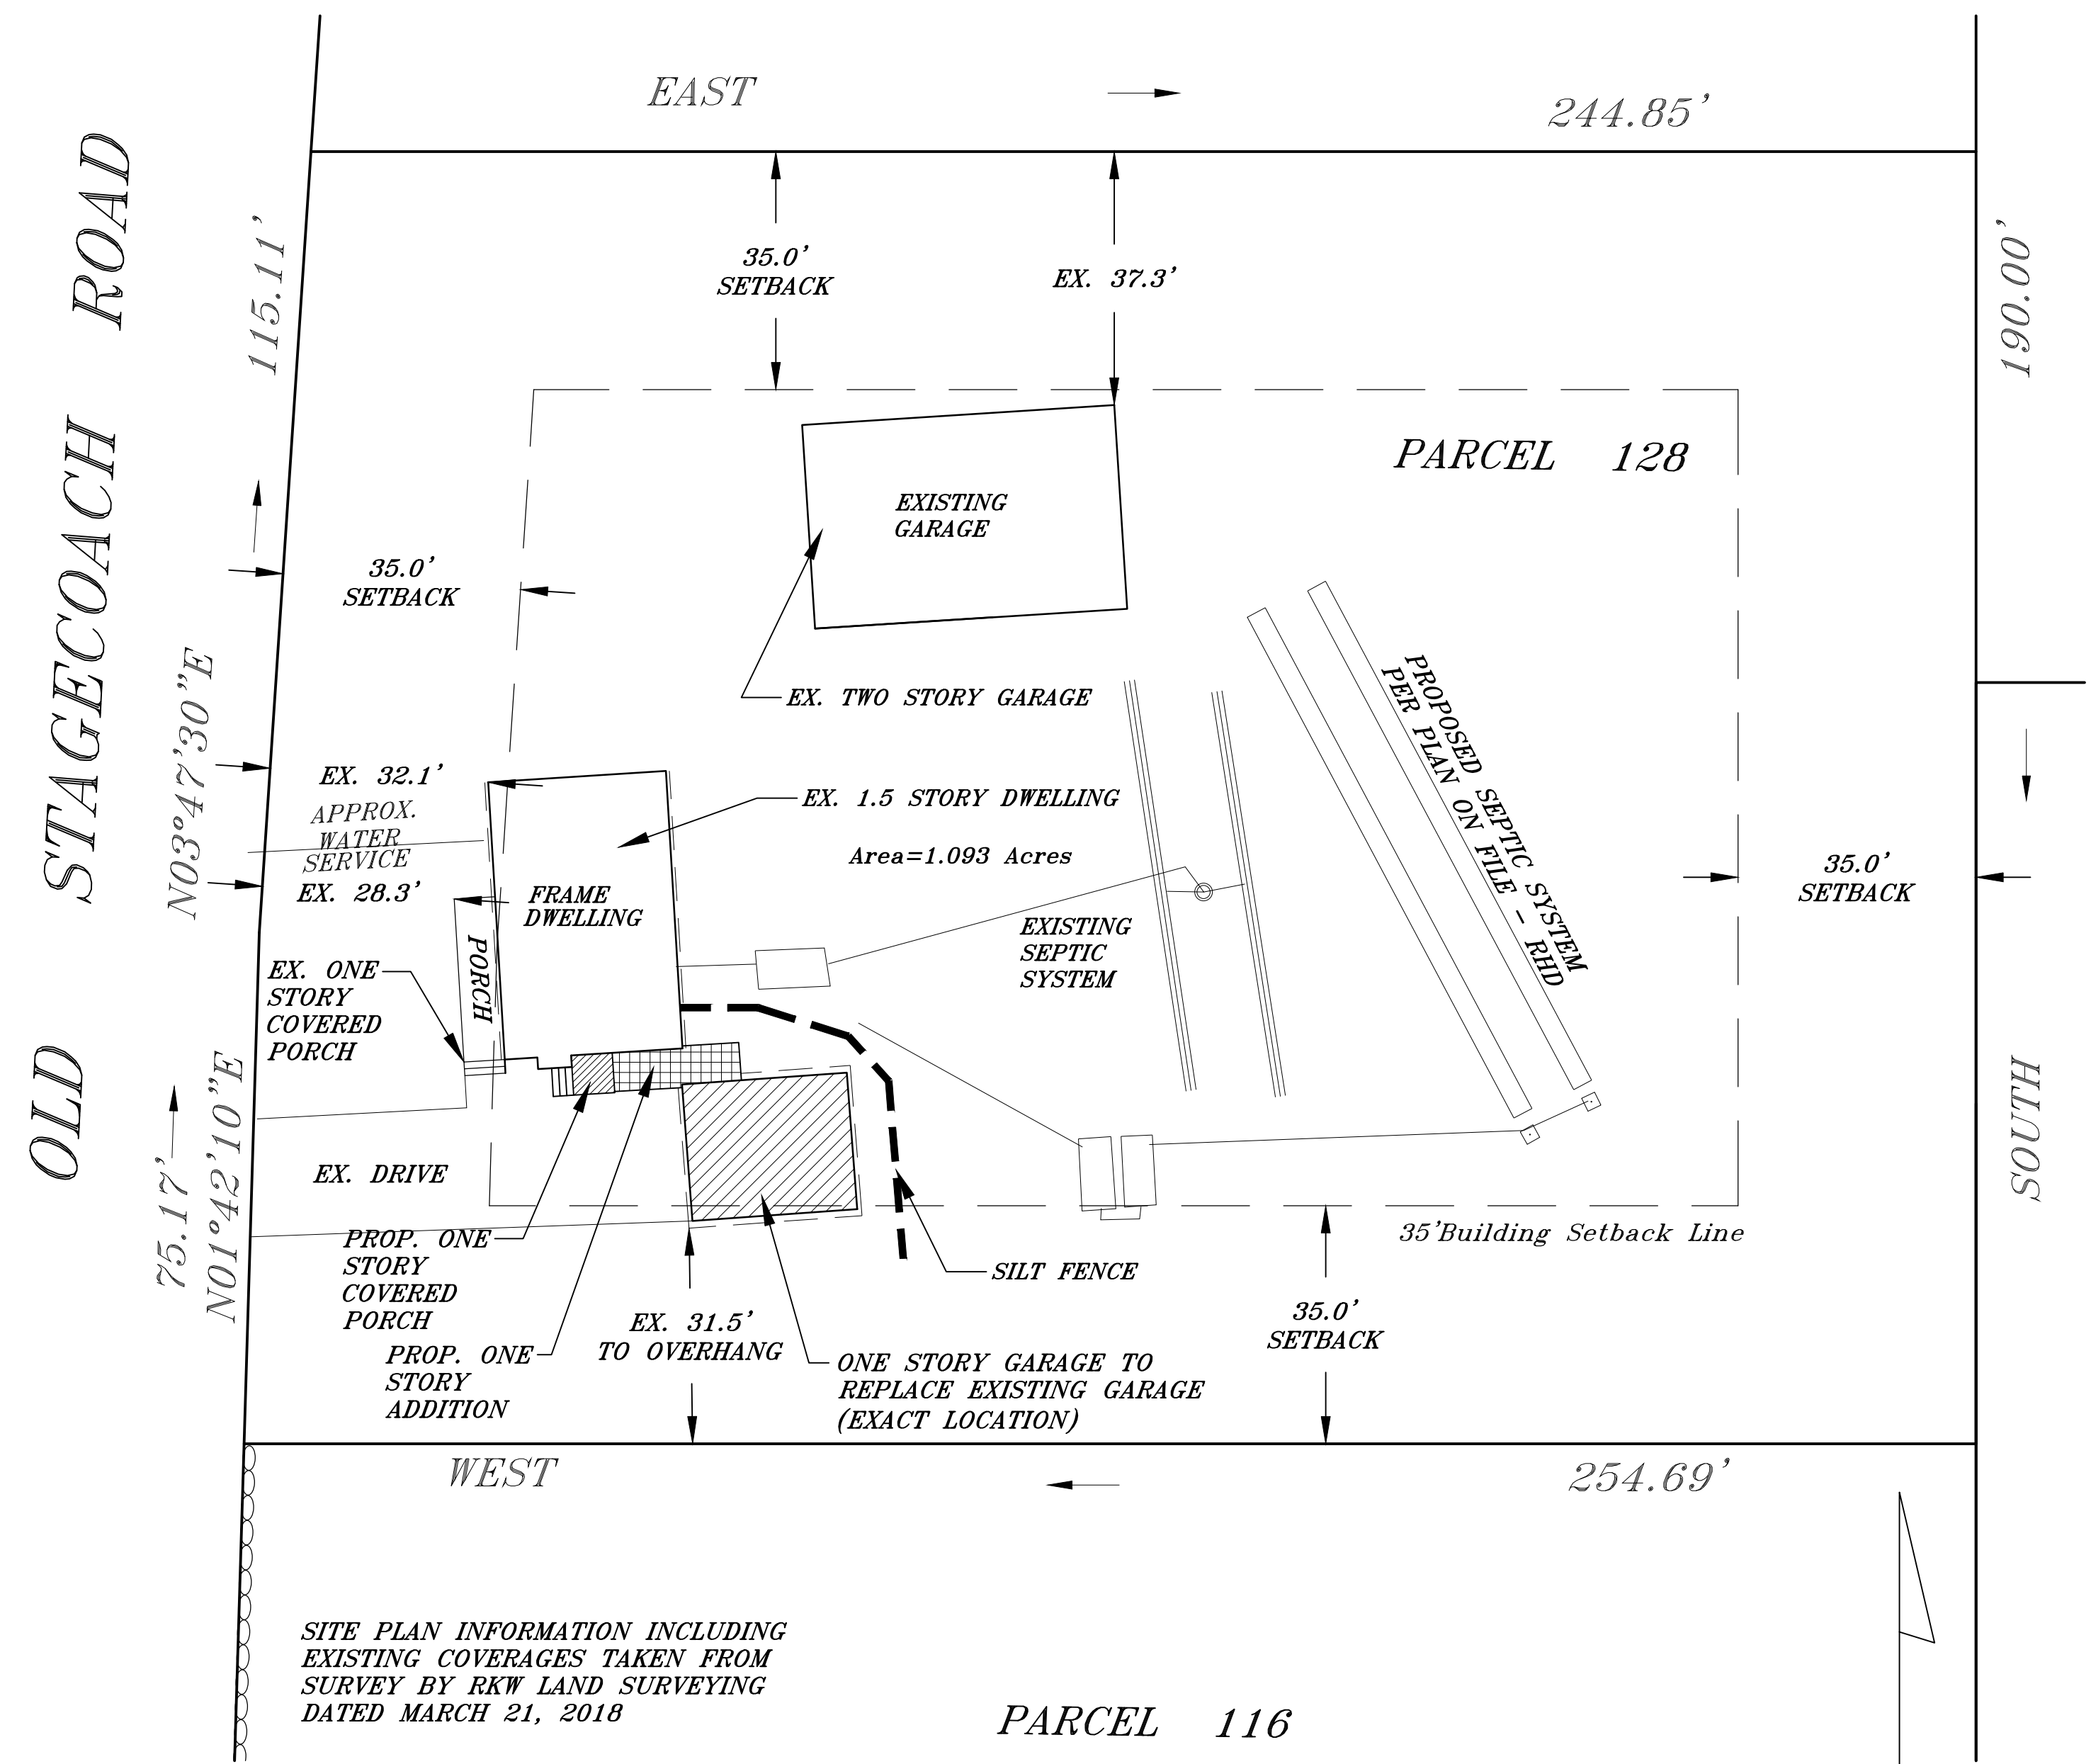 EAST
244.85'
OLD STAGECOACH ROAD
115.11'
190.00'
35.0'
SETBACK
EX. 37.3'
PARCEL 128
EXISTING
GARAGE
35.0'
SETBACK
N03°47'30"E
EX. TWO STORY GARAGE
PROPOSED SEPTIC SYSTEM
PER PLAN ON FILE - RHD
EX. 32.1'
APPROX.
WATER
SERVICE
EX. 28.3'
EX. 1.5 STORY DWELLING
Area=1.093 Acres
35.0'
SETBACK
FRAME
DWELLING
PORCH
EXISTING
SEPTIC
SYSTEM
EX. ONE
STORY
COVERED
PORCH
SOUTH
75.17'
N01°42'10"E
EX. DRIVE
PROP. ONE
STORY
COVERED
PORCH
35'Building Setback Line
SILT FENCE
EX. 31.5'
TO OVERHANG
35.0'
SETBACK
PROP. ONE
STORY
ADDITION
ONE STORY GARAGE TO
REPLACE EXISTING GARAGE
(EXACT LOCATION)
WEST
254.69'
SITE PLAN INFORMATION INCLUDING
EXISTING COVERAGES TAKEN FROM
SURVEY BY RKW LAND SURVEYING
DATED MARCH 21, 2018
PARCEL 116